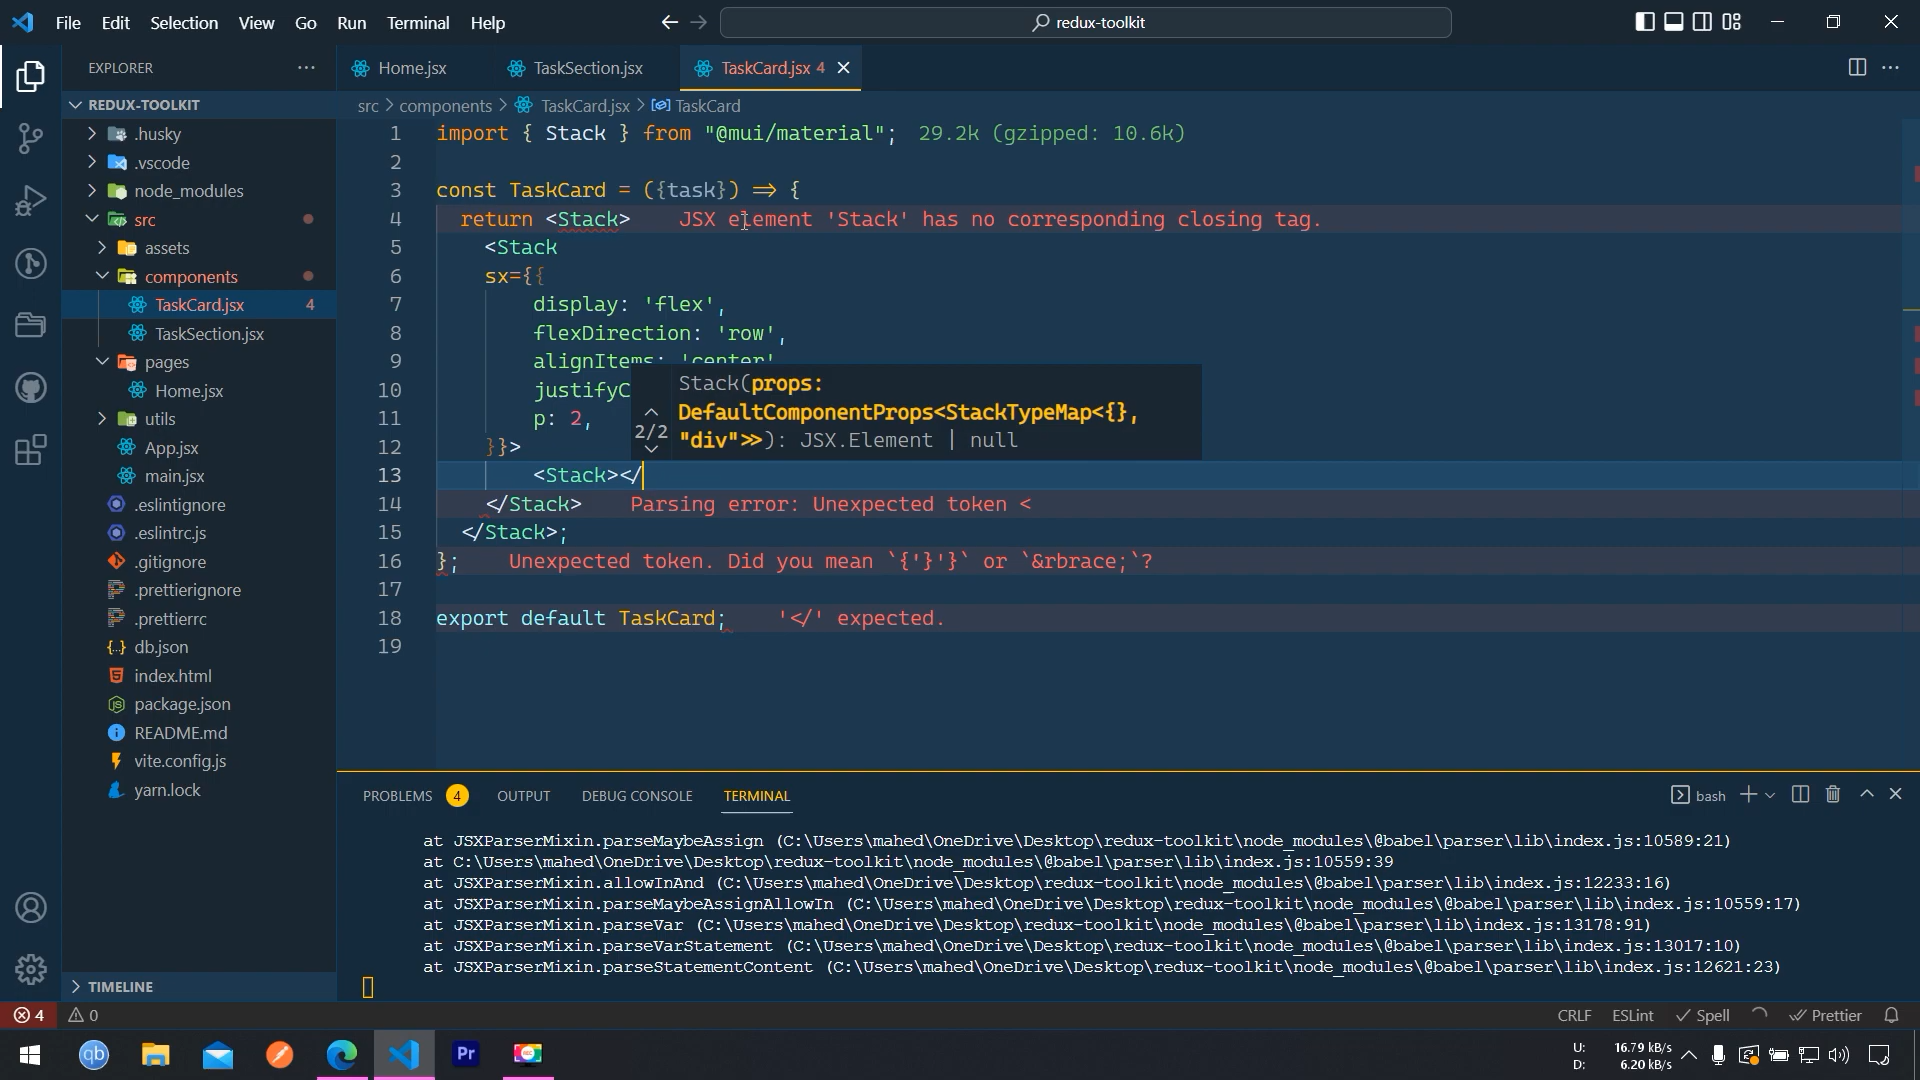 File Edit Selection View Go Run Terminal Help
redux-toolkit
EXPLORER
Home.jsx
TaskSection.jsx
TaskCard.jsx 4
REDUX-TOOLKIT
src > components > TaskCard.jsx > TaskCard
.husky
.vscode
node_modules
src
assets
components
TaskCard.jsx 4
TaskSection.jsx
pages
Home.jsx
utils
App.jsx
main.jsx
.eslintignore
.eslintrc.js
.gitignore
.prettierignore
.prettierrc
db.json
index.html
package.json
README.md
vite.config.js
yarn.lock
TIMELINE
1 import { Stack } from "@mui/material"; 29.2k (gzipped: 10.6k)
2
3 const TaskCard = ({task}) => {
4 return <Stack> JSX element 'Stack' has no corresponding closing tag.
5 <Stack
6 sx={{
7 display: 'flex',
8 flexDirection: 'row',
9 alignItems: 'center'
10 justifyC
11 p: 2,
12 }}>
13 <Stack></
14 </Stack> Parsing error: Unexpected token <
15 </Stack>;
16 }; Unexpected token. Did you mean `{'}'}` or `&rbrace;`?
17
18 export default TaskCard; '</' expected.
19
Stack(props:
DefaultComponentProps<StackTypeMap<{},
2/2 "div">>): JSX.Element | null
PROBLEMS 4 OUTPUT DEBUG CONSOLE TERMINAL
bash
at JSXParserMixin.parseMaybeAssign (C:\Users\mahed\OneDrive\Desktop\redux-toolkit\node_modules\@babel\parser\lib\index.js:10589:21)
at C:\Users\mahed\OneDrive\Desktop\redux-toolkit\node_modules\@babel\parser\lib\index.js:10559:39
at JSXParserMixin.allowInAnd (C:\Users\mahed\OneDrive\Desktop\redux-toolkit\node_modules\@babel\parser\lib\index.js:12233:16)
at JSXParserMixin.parseMaybeAssignAllowIn (C:\Users\mahed\OneDrive\Desktop\redux-toolkit\node_modules\@babel\parser\lib\index.js:10559:17)
at JSXParserMixin.parseVar (C:\Users\mahed\OneDrive\Desktop\redux-toolkit\node_modules\@babel\parser\lib\index.js:13178:91)
at JSXParserMixin.parseVarStatement (C:\Users\mahed\OneDrive\Desktop\redux-toolkit\node_modules\@babel\parser\lib\index.js:13017:10)
at JSXParserMixin.parseStatementContent (C:\Users\mahed\OneDrive\Desktop\redux-toolkit\node_modules\@babel\parser\lib\index.js:12621:23)
4 0
CRLF ESLint Spell Prettier
qb
Pr
U: 16.79 kB/s
D: 6.20 kB/s